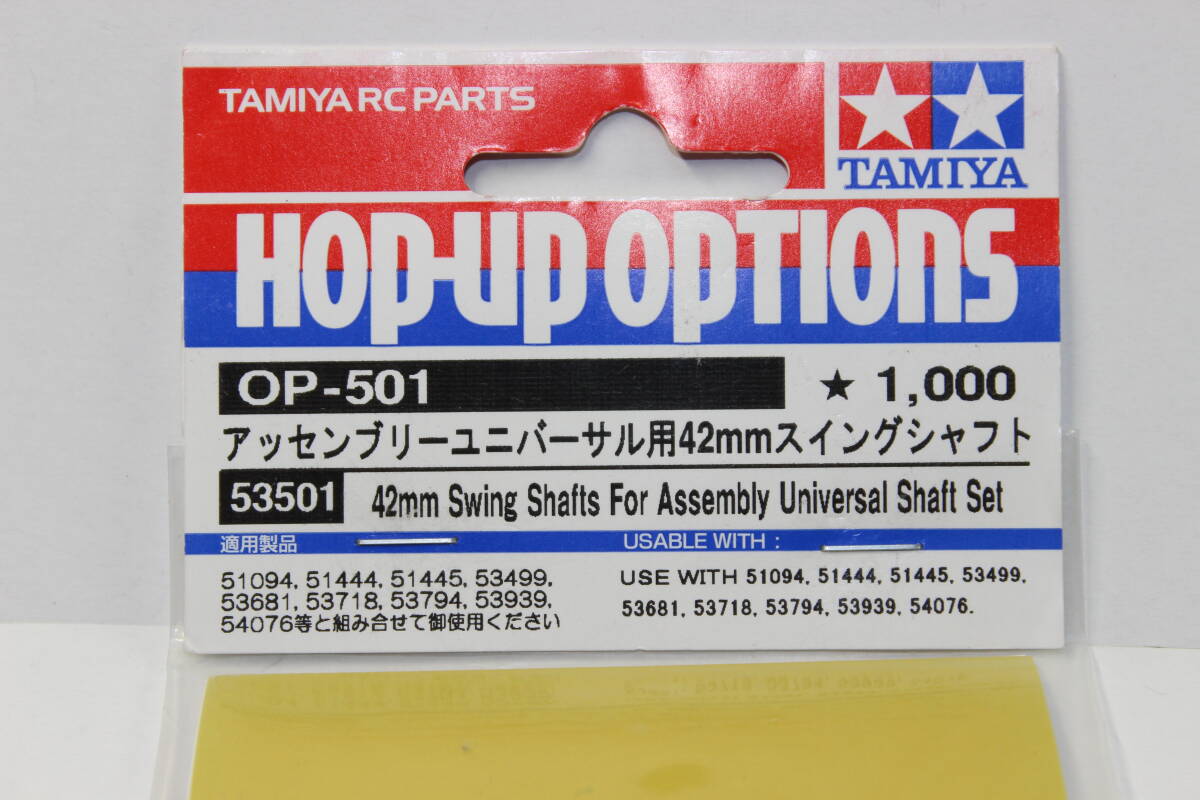 TAMIYA RC PARTS
TAMIYA
HOP-UP OPTIONS
OP-501 ★ 1,000
アッセンブリーユニバーサル用42mmスイングシャフト
53501 42mm Swing Shafts For Assembly Universal Shaft Set
適用製品
51094, 51444, 51445, 53499,
53681, 53718, 53794, 53939,
54076等と組み合せて御使用ください
USABLE WITH :
USE WITH 51094, 51444, 51445, 53499,
53681, 53718, 53794, 53939, 54076.